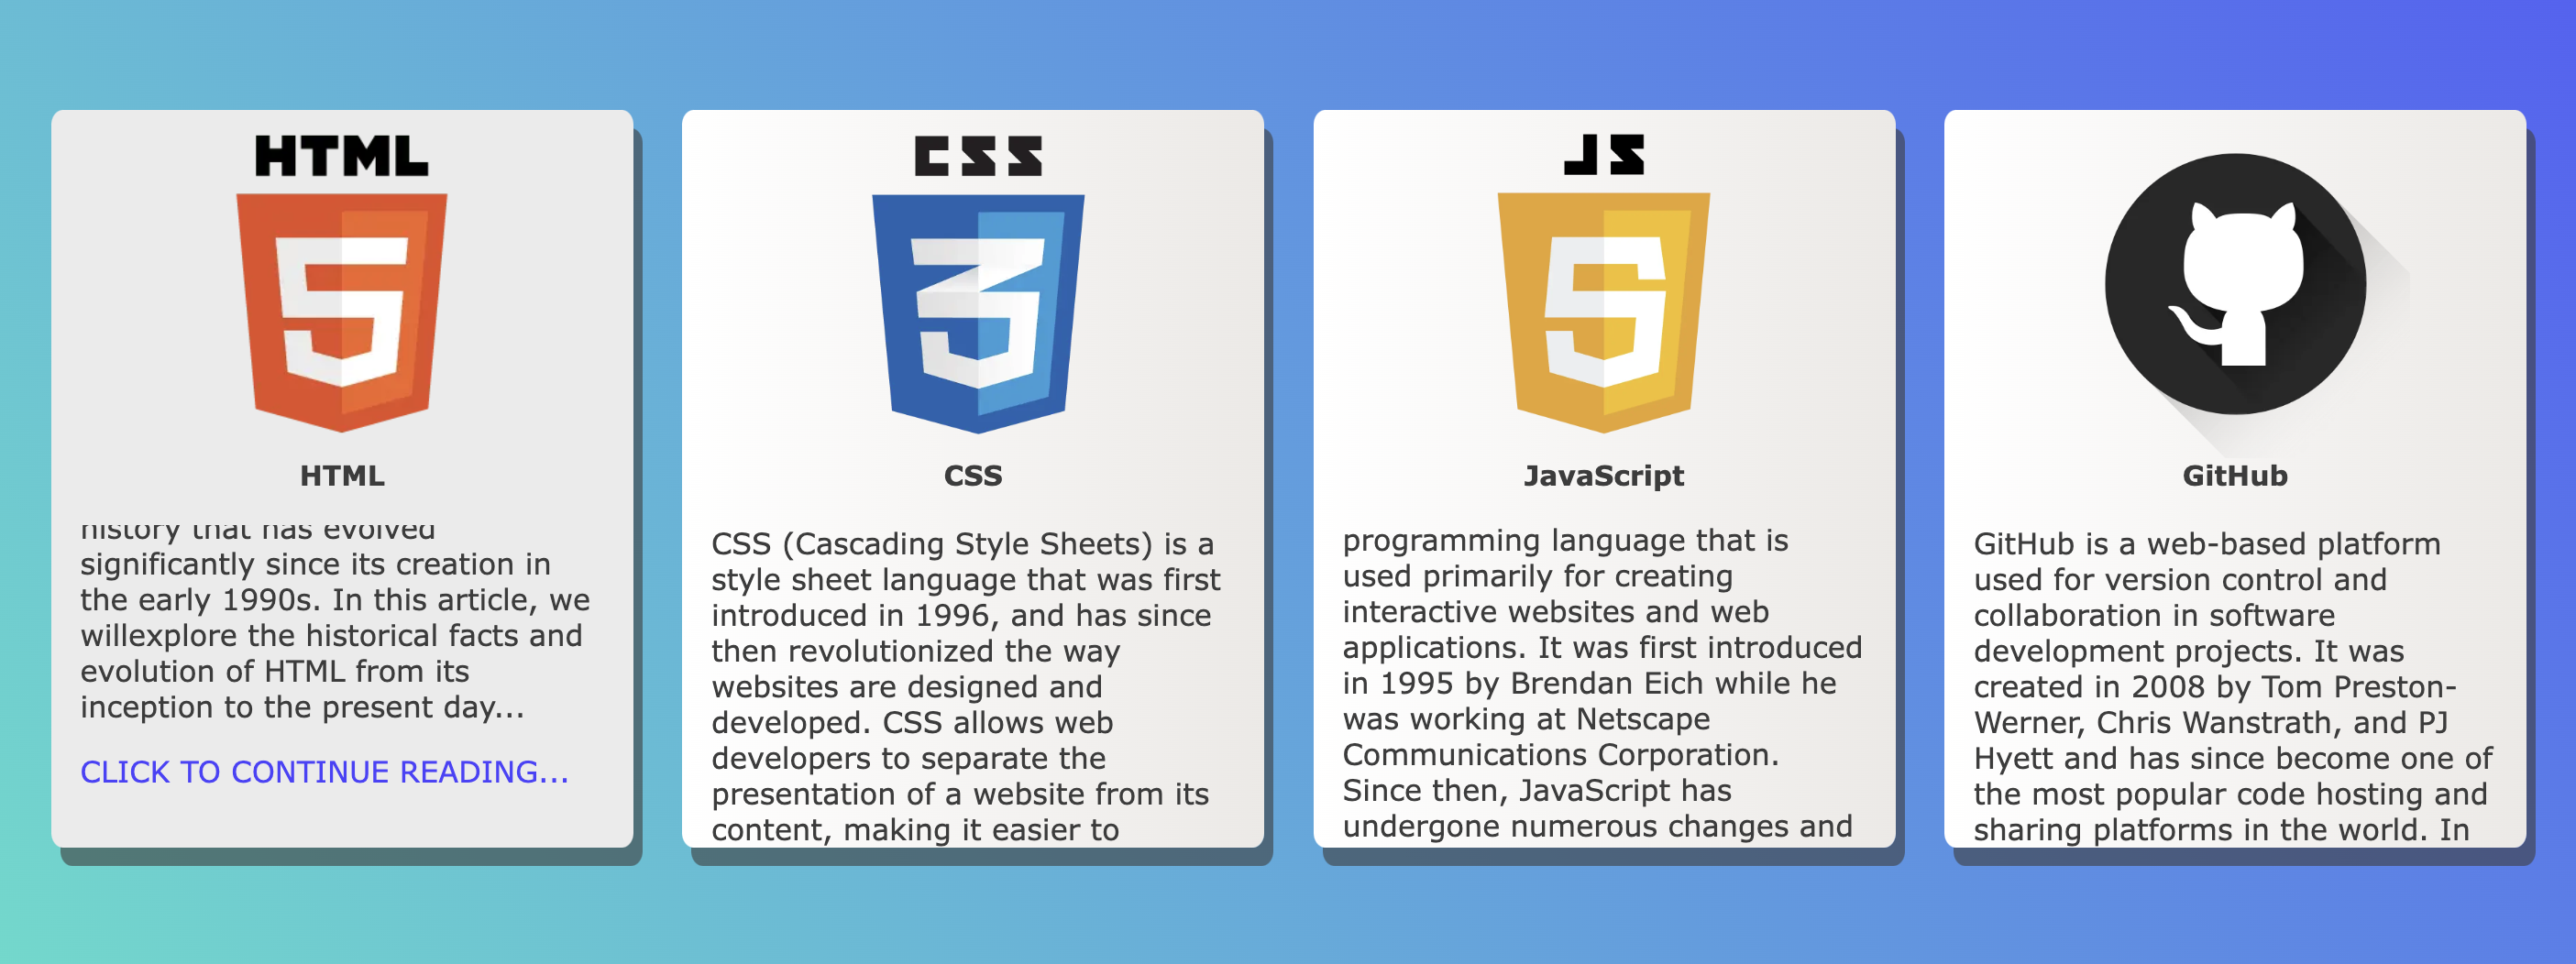 HTML
HTML
history that has evolved
significantly since its creation in
the early 1990s. In this article, we
willexplore the historical facts and
evolution of HTML from its
inception to the present day...
CLICK TO CONTINUE READING...
CSS
CSS
CSS (Cascading Style Sheets) is a
style sheet language that was first
introduced in 1996, and has since
then revolutionized the way
websites are designed and
developed. CSS allows web
developers to separate the
presentation of a website from its
content, making it easier to
JS
JavaScript
programming language that is
used primarily for creating
interactive websites and web
applications. It was first introduced
in 1995 by Brendan Eich while he
was working at Netscape
Communications Corporation.
Since then, JavaScript has
undergone numerous changes and
GitHub
GitHub is a web-based platform
used for version control and
collaboration in software
development projects. It was
created in 2008 by Tom Preston-
Werner, Chris Wanstrath, and PJ
Hyett and has since become one of
the most popular code hosting and
sharing platforms in the world. In